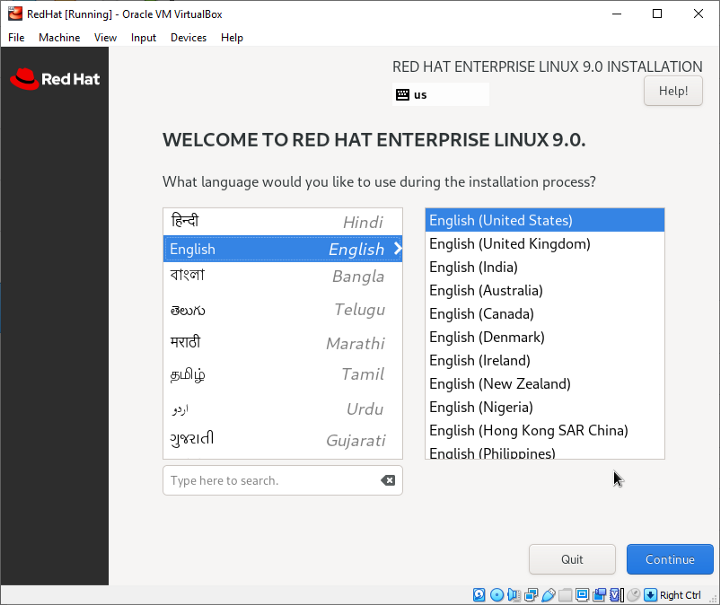 RedHat [Running] - Oracle VM VirtualBox
File Machine View Input Devices Help
Red Hat
RED HAT ENTERPRISE LINUX 9.0 INSTALLATION
us
Help!
WELCOME TO RED HAT ENTERPRISE LINUX 9.0.
What language would you like to use during the installation process?
हिन्दी Hindi
English English
বাংলা Bangla
తెలుగు Telugu
मराठी Marathi
தமிழ் Tamil
اردو Urdu
ગુજરાતી Gujarati
Type here to search.
English (United States)
English (United Kingdom)
English (India)
English (Australia)
English (Canada)
English (Denmark)
English (Ireland)
English (New Zealand)
English (Nigeria)
English (Hong Kong SAR China)
English (Philippines)
Quit
Continue
Right Ctrl